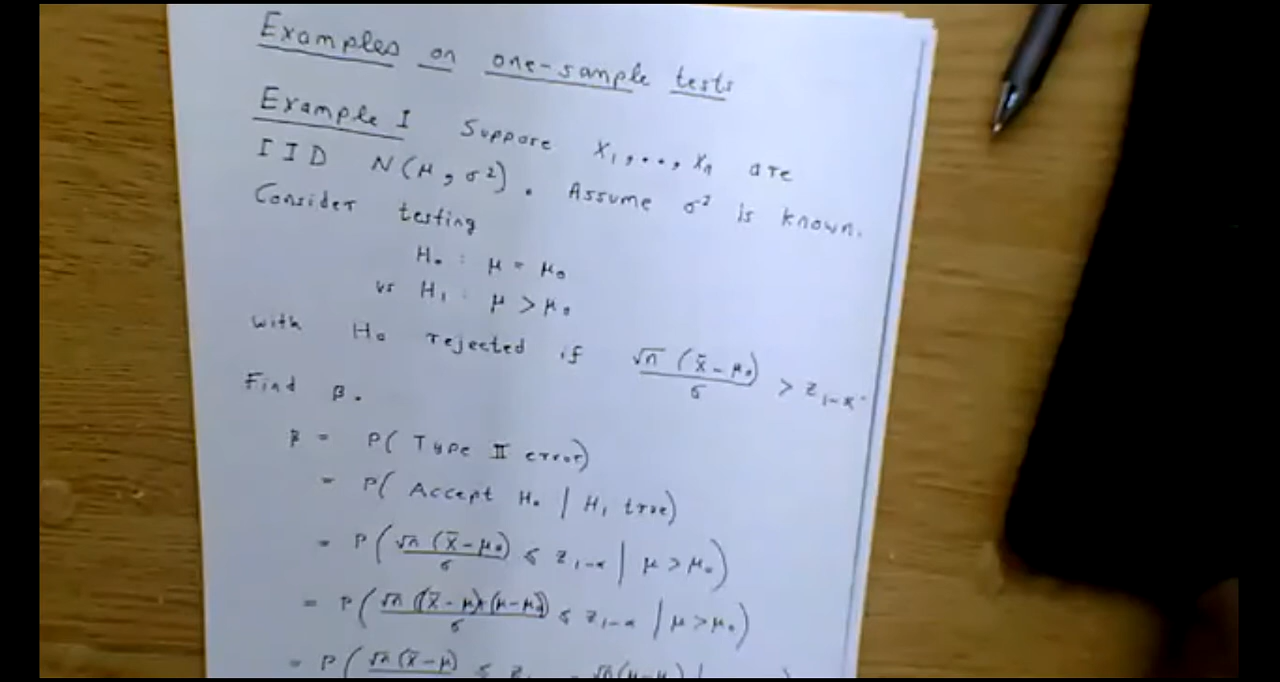 Examples on one-sample tests
Example I Suppose X₁, ..., Xₙ are
IID N(μ, σ²). Assume σ² is known.
Consider testing
H₀ : μ = μ₀
vs H₁ : μ > μ₀
with H₀ rejected if √n (x̄ - μ₀) / σ > z₁₋α.
Find β.
β = P( Type II error)
= P( Accept H₀ | H₁ true)
= P( √n (x̄ - μ₀) / σ ≤ z₁₋α | μ > μ₀ )
= P( √n ((x̄ - μ) + (μ - μ₀)) / σ ≤ z₁₋α | μ > μ₀ )
= P( √n (x̄ - μ) ≤